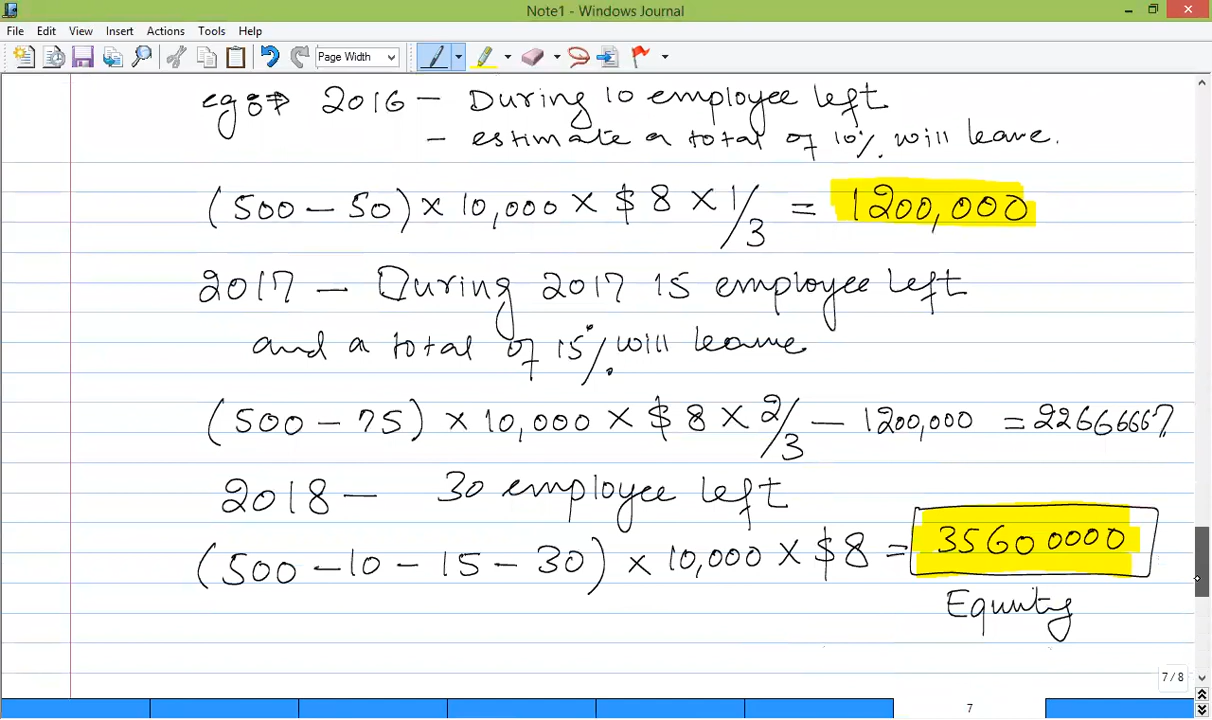 Note1 - Windows Journal
File Edit View Insert Actions Tools Help
Page Width
2016 - During 10 employee left
- estimate a total of 10% will leave.
(500 - 50) × 10,000 × $ 8 × 1/3 = 1200,000
2017 - During 2017 15 employee left
and a total of 15% will leave
(500 - 75) × 10,000 × $ 8 × 2/3 - 1200,000 = 22666667
2018 - 30 employee left
(500 - 10 - 15 - 30) × 10,000 × $ 8 = 35600000
Equity
7 / 8
7